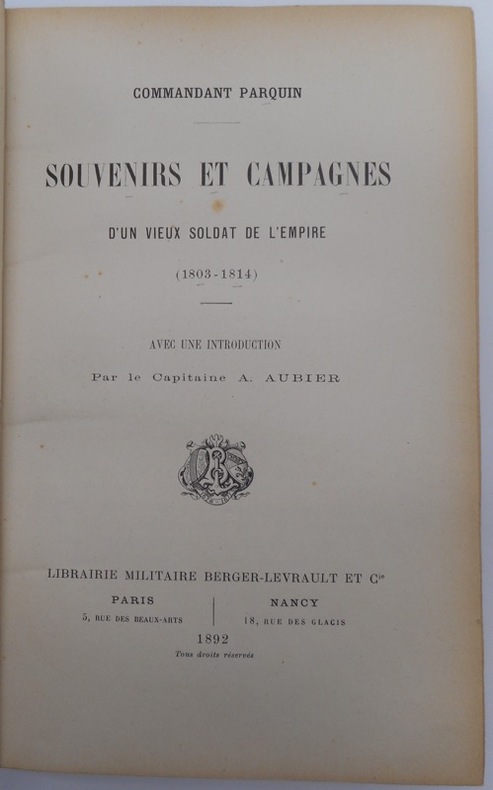 COMMANDANT PARQUIN
SOUVENIRS ET CAMPAGNES
D'UN VIEUX SOLDAT DE L'EMPIRE
(1803-1814)
AVEC UNE INTRODUCTION
Par le Capitaine A. AUBIER
LIBRAIRIE MILITAIRE BERGER-LEVRAULT ET Cie
PARIS
5, RUE DES BEAUX-ARTS
NANCY
18, RUE DES GLACIS
1892
Tous droits réservés